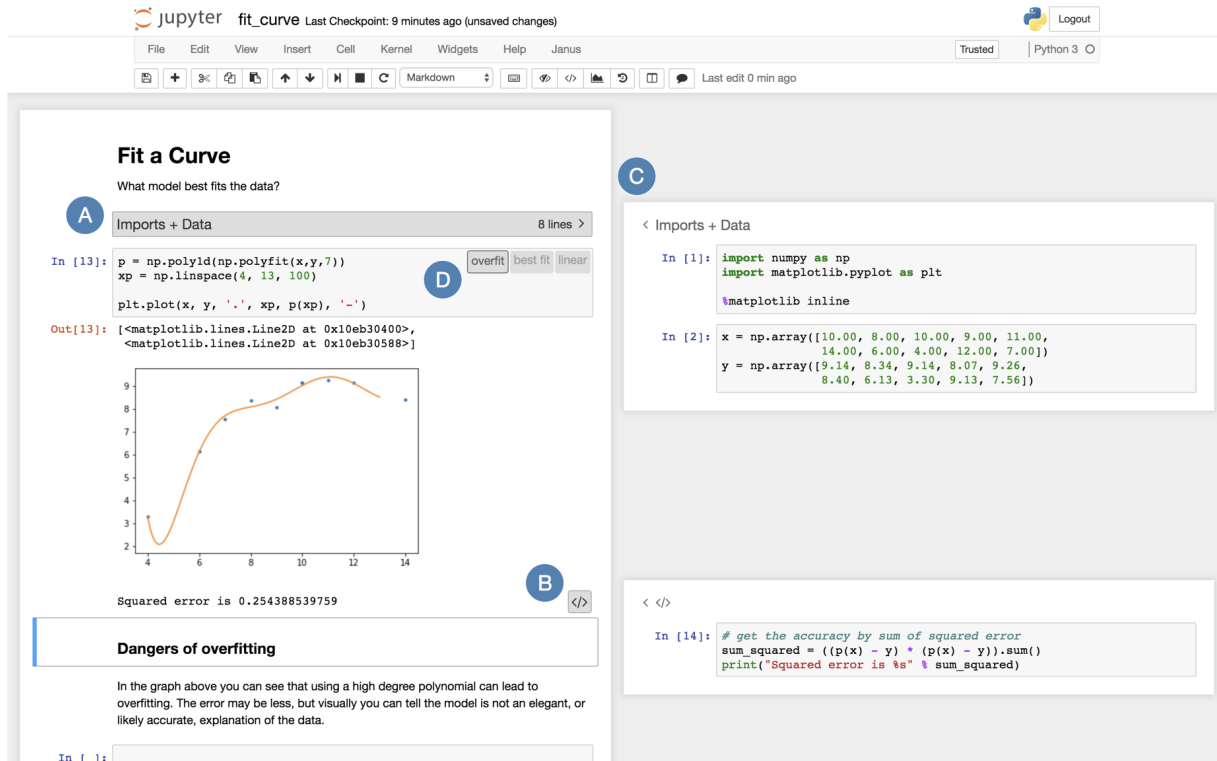 jupyter fit_curve Last Checkpoint: 9 minutes ago (unsaved changes) Logout
File Edit View Insert Cell Kernel Widgets Help Janus Trusted Python 3
Markdown Last edit 0 min ago
Fit a Curve
What model best fits the data?
A
Imports + Data 8 lines >
In [13]: p = np.poly1d(np.polyfit(x,y,7))
xp = np.linspace(4, 13, 100)
plt.plot(x, y, '.', xp, p(xp), '-')
overfit best fit linear
D
Out[13]: [<matplotlib.lines.Line2D at 0x10eb30400>,
<matplotlib.lines.Line2D at 0x10eb30588>]
9
8
7
6
5
4
3
2
4 6 8 10 12 14
B
Squared error is 0.254388539759 </>
Dangers of overfitting
In the graph above you can see that using a high degree polynomial can lead to
overfitting. The error may be less, but visually you can tell the model is not an elegant, or
likely accurate, explanation of the data.
In [ ]:
C
< Imports + Data
In [1]: import numpy as np
import matplotlib.pyplot as plt
%matplotlib inline
In [2]: x = np.array([10.00, 8.00, 10.00, 9.00, 11.00,
14.00, 6.00, 4.00, 12.00, 7.00])
y = np.array([9.14, 8.34, 9.14, 8.07, 9.26,
8.40, 6.13, 3.30, 9.13, 7.56])
< </>
In [14]: # get the accuracy by sum of squared error
sum_squared = ((p(x) - y) * (p(x) - y)).sum()
print("Squared error is %s" % sum_squared)